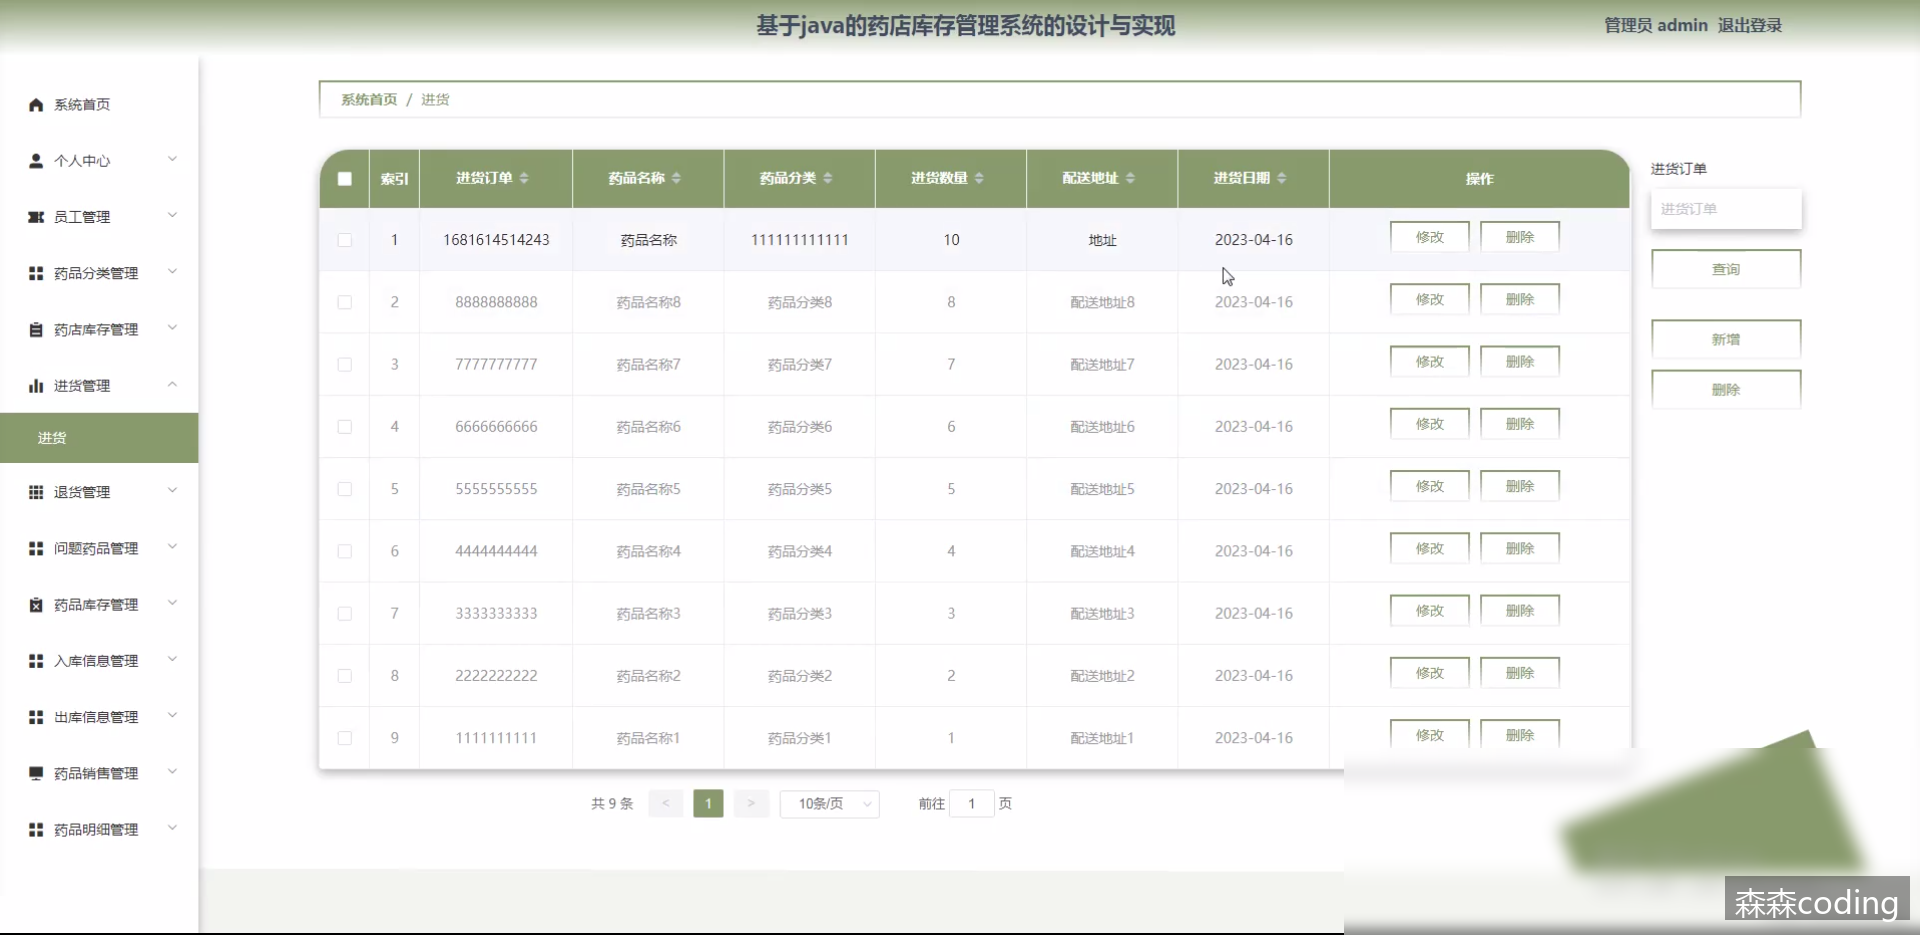 基于java的药店库存管理系统的设计与实现
管理员 admin 退出登录
系统首页
个人中心
员工管理
药品分类管理
药店库存管理
进货管理
进货
退货管理
问题药品管理
药品库存管理
入库信息管理
出库信息管理
药品销售管理
药品明细管理
系统首页 / 进货
索引 进货订单 药品名称 药品分类 进货数量 配送地址 进货日期 操作
1 1681614514243 药品名称 111111111111 10 地址 2023-04-16 修改 删除
2 8888888888 药品名称8 药品分类8 8 配送地址8 2023-04-16 修改 删除
3 7777777777 药品名称7 药品分类7 7 配送地址7 2023-04-16 修改 删除
4 6666666666 药品名称6 药品分类6 6 配送地址6 2023-04-16 修改 删除
5 5555555555 药品名称5 药品分类5 5 配送地址5 2023-04-16 修改 删除
6 4444444444 药品名称4 药品分类4 4 配送地址4 2023-04-16 修改 删除
7 3333333333 药品名称3 药品分类3 3 配送地址3 2023-04-16 修改 删除
8 2222222222 药品名称2 药品分类2 2 配送地址2 2023-04-16 修改 删除
9 1111111111 药品名称1 药品分类1 1 配送地址1 2023-04-16 修改 删除
共 9 条 < 1 > 10条/页 前往 1 页
进货订单
进货订单
查询
新增
删除
森森coding